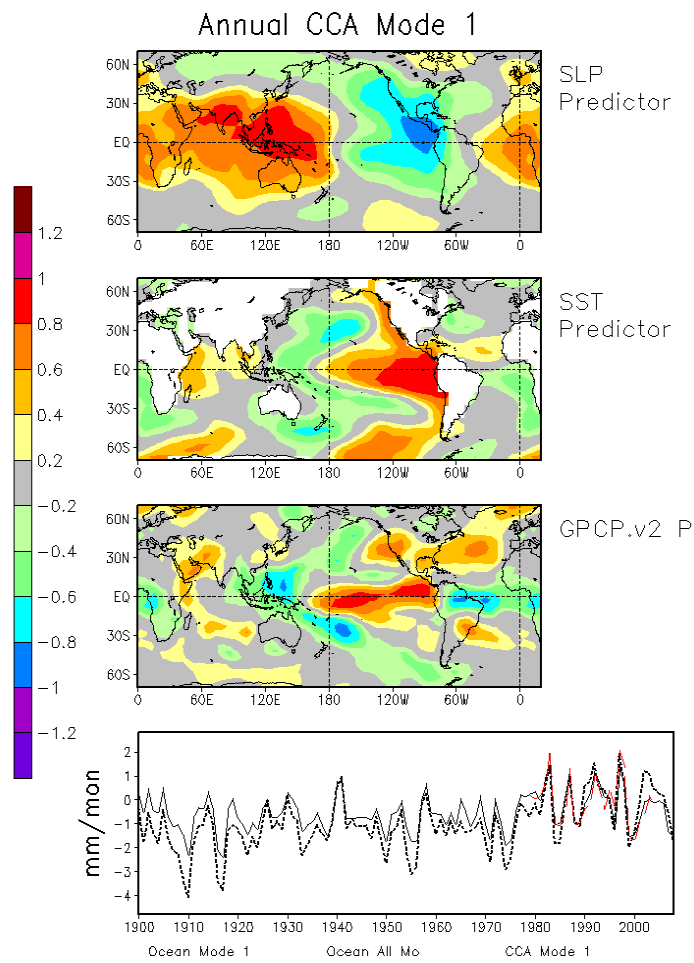 Annual CCA Mode 1
60N
30N
EQ
30S
60S
0 60E 120E 180 120W 60W 0
SLP
Predictor
1.2
1
0.8
0.6
0.4
0.2
-0.2
-0.4
-0.6
-0.8
-1
-1.2
60N
30N
EQ
30S
60S
0 60E 120E 180 120W 60W 0
SST
Predictor
60N
30N
EQ
30S
60S
0 60E 120E 180 120W 60W 0
GPCP.v2 P
mm/mon
2
1
0
-1
-2
-3
-4
1900 1910 1920 1930 1940 1950 1960 1970 1980 1990 2000
Ocean Mode 1 Ocean All Mo CCA Mode 1